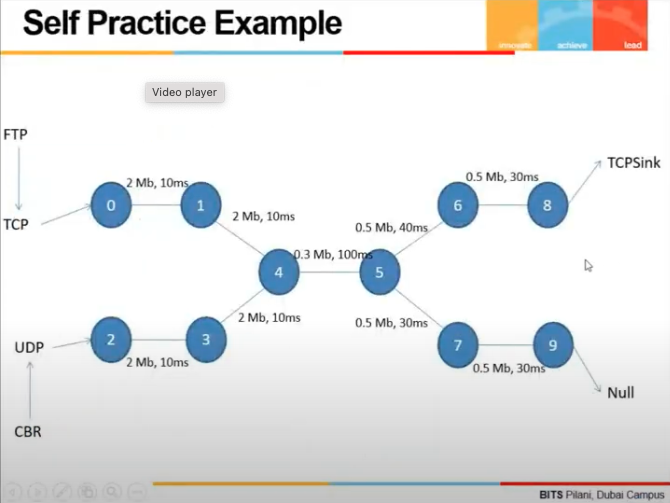 Self Practice Example
innovate
achieve
lead
Video player
FTP
TCP
TCPSink
2 Mb, 10ms
0.5 Mb, 30ms
0
1
6
8
2 Mb, 10ms
0.5 Mb, 40ms
0.3 Mb, 100ms
4
5
2 Mb, 10ms
0.5 Mb, 30ms
UDP
2
3
7
9
2 Mb, 10ms
0.5 Mb, 30ms
Null
CBR
BITS Pilani, Dubai Campus